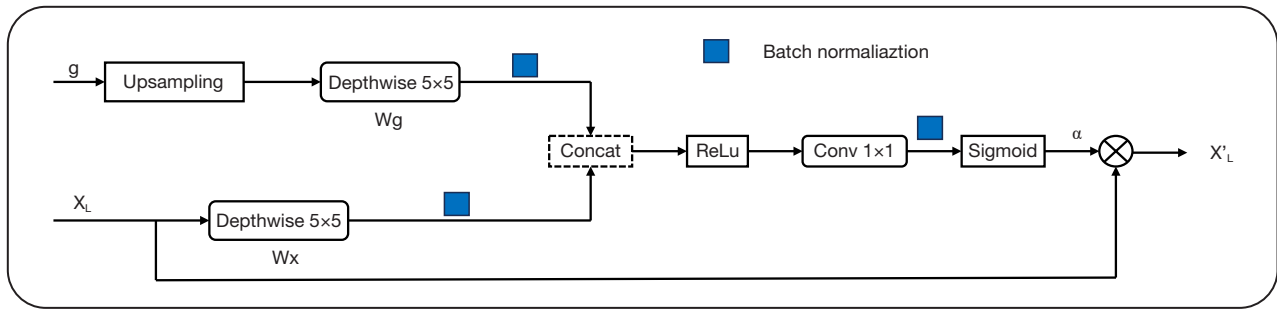 Batch normaliaztion
g
Upsampling
Depthwise 5×5
Wg
Concat
ReLu
Conv 1×1
Sigmoid
α
X'L
XL
Depthwise 5×5
Wx